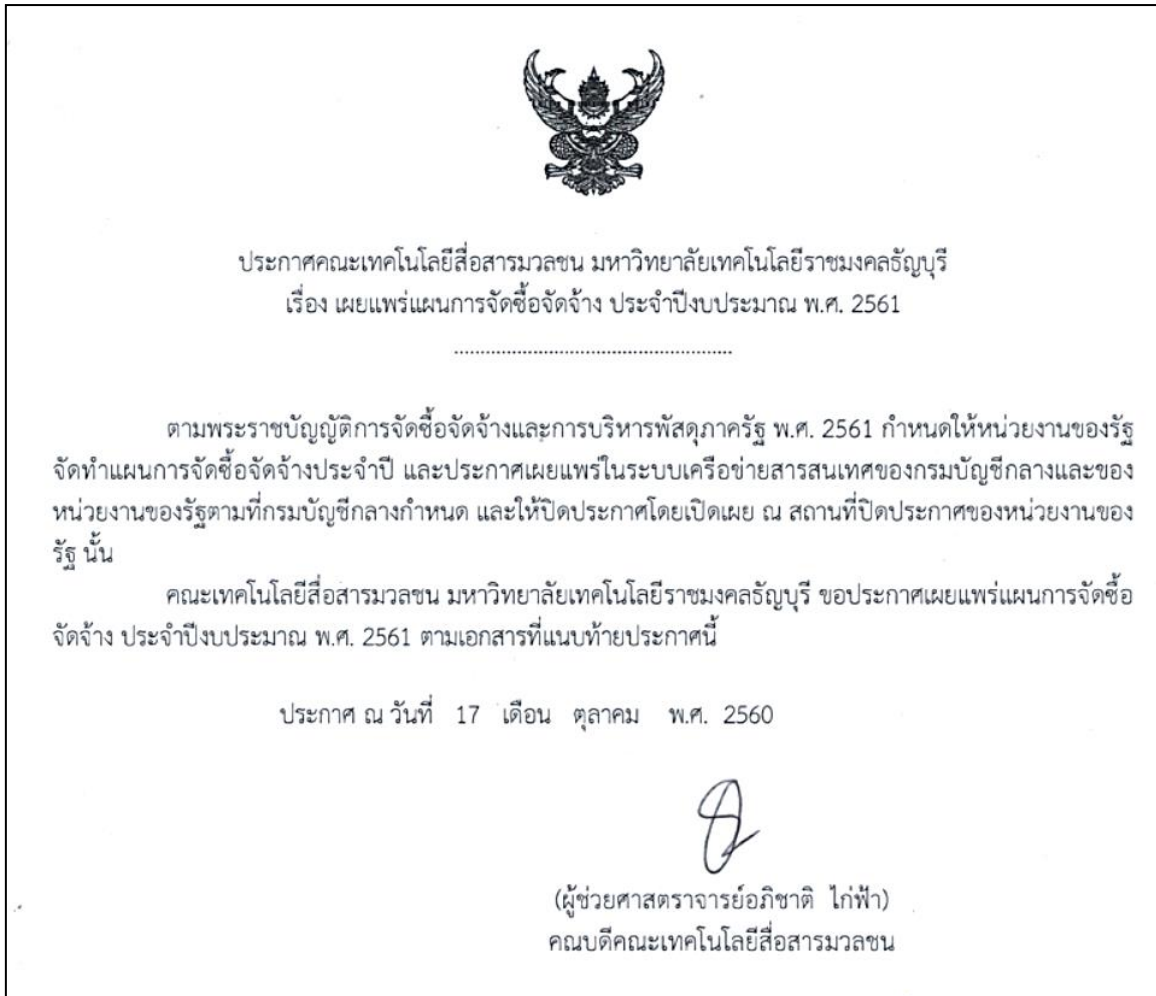 ประกาศคณะเทคโนโลยีสื่อสารมวลชน มหาวิทยาลัยเทคโนโลยีราชมงคลธัญบุรี
เรื่อง เผยแพร่แผนการจัดซื้อจัดจ้าง ประจำปีงบประมาณ พ.ศ. 2561
.....................................................
ตามพระราชบัญญัติการจัดซื้อจัดจ้างและการบริหารพัสดุภาครัฐ พ.ศ. 2561 กำหนดให้หน่วยงานของรัฐ
จัดทำแผนการจัดซื้อจัดจ้างประจำปี และประกาศเผยแพร่ในระบบเครือข่ายสารสนเทศของกรมบัญชีกลางและของ
หน่วยงานของรัฐตามที่กรมบัญชีกลางกำหนด และให้ปิดประกาศโดยเปิดเผย ณ สถานที่ปิดประกาศของหน่วยงานของ
รัฐ นั้น
คณะเทคโนโลยีสื่อสารมวลชน มหาวิทยาลัยเทคโนโลยีราชมงคลธัญบุรี ขอประกาศเผยแพร่แผนการจัดซื้อ
จัดจ้าง ประจำปีงบประมาณ พ.ศ. 2561 ตามเอกสารที่แนบท้ายประกาศนี้
ประกาศ ณ วันที่ 17 เดือน ตุลาคม พ.ศ. 2560
(ผู้ช่วยศาสตราจารย์อภิชาติ ไก่ฟ้า)
คณบดีคณะเทคโนโลยีสื่อสารมวลชน